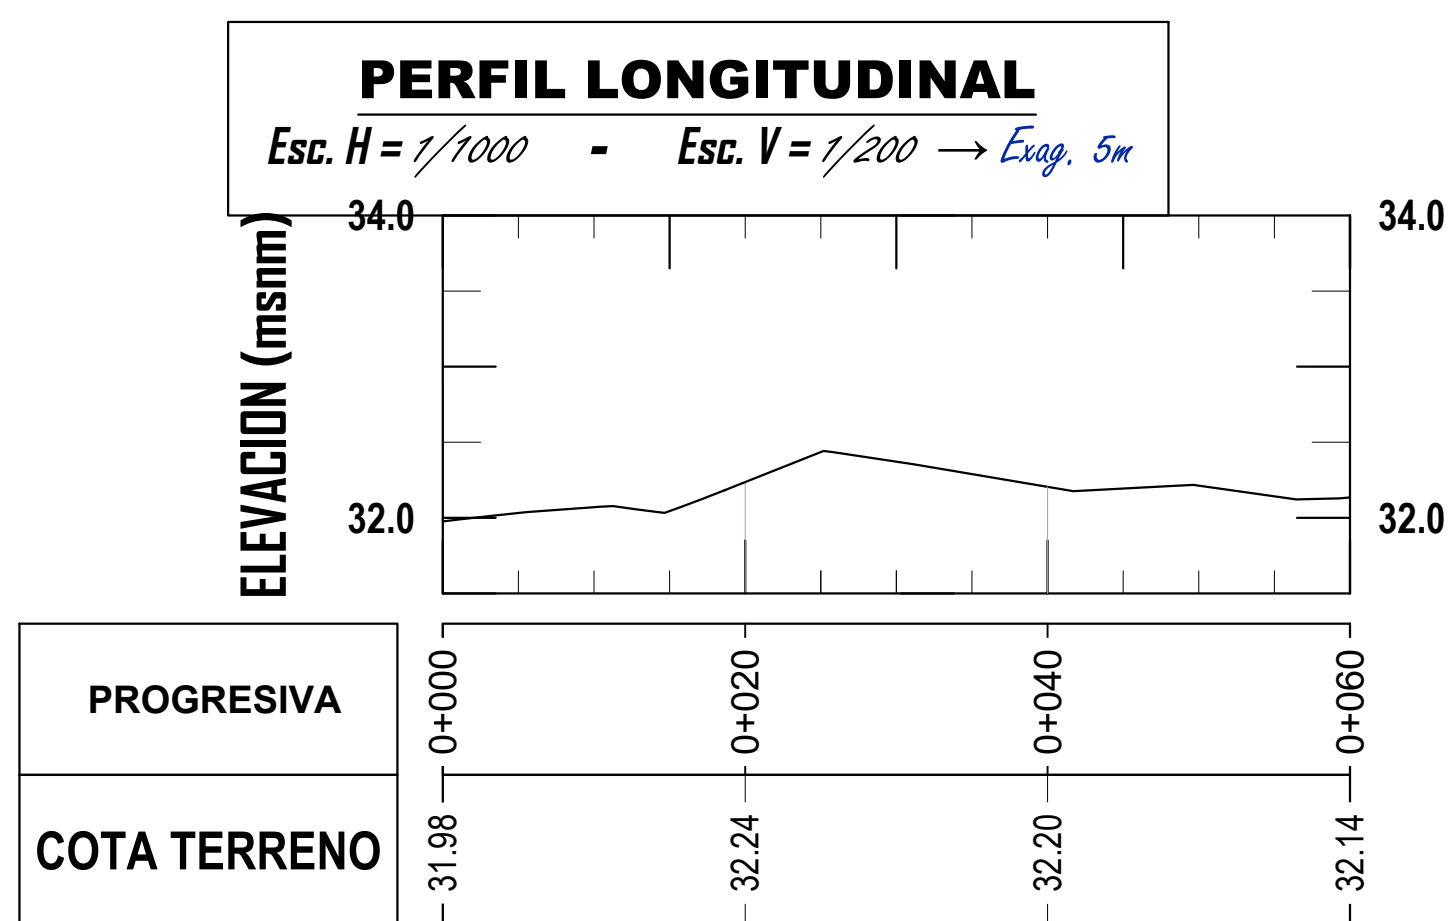 PERFIL LONGITUDINAL
Esc. H = 1/1000 - Esc. V = 1/200 → Exag. 5m
ELEVACION (msnm)
34.0 34.0
32.0 32.0
PROGRESIVA 0+000 0+020 0+040 0+060
COTA TERRENO 31.98 32.24 32.20 32.14